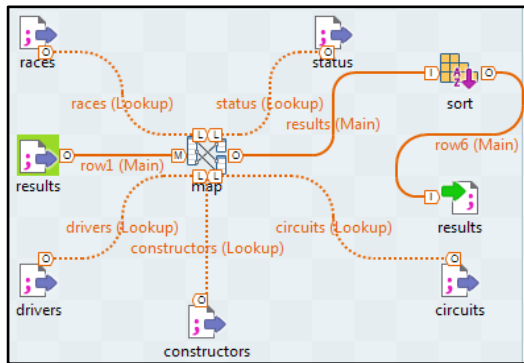 races
status
sort
races (Lookup)
status (Lookup)
results (Main)
row6 (Main)
results
row1 (Main)
map
results
drivers (Lookup)
circuits (Lookup)
constructors (Lookup)
drivers
circuits
constructors
O
O
I
O
A
Z
L
L
O
M
O
L
L
I
O
O
O